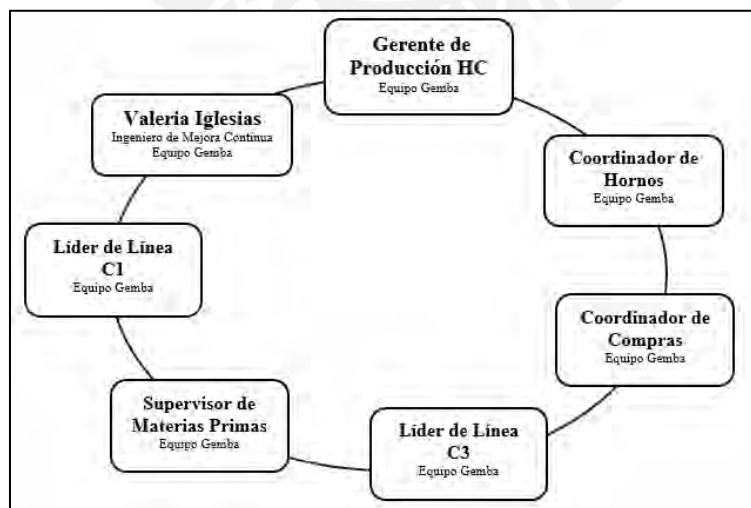 Gerente de
Producción HC
Equipo Gemba
Valeria Iglesias
Ingeniero de Mejora Continua
Equipo Gemba
Coordinador de
Hornos
Equipo Gemba
Líder de Línea
C1
Equipo Gemba
Coordinador de
Compras
Equipo Gemba
Supervisor de
Materias Primas
Equipo Gemba
Líder de Línea
C3
Equipo Gemba